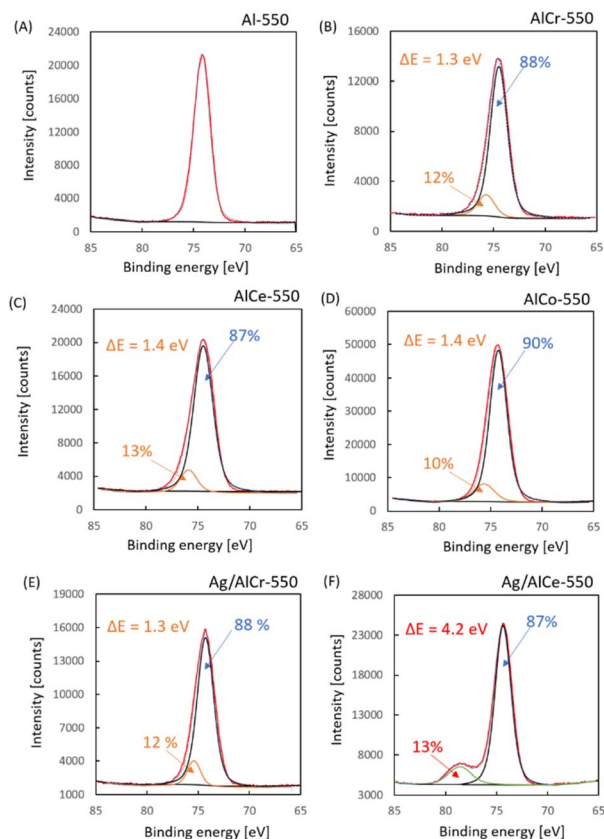 (A) Al-550
24000
20000
16000
12000
8000
4000
0
Intensity [counts]
85 80 75 70 65
Binding energy [eV]
(B) AlCr-550
16000
12000
8000
4000
0
Intensity [counts]
ΔE = 1.3 eV
88%
12%
85 80 75 70 65
Binding energy [eV]
(C) AlCe-550
24000
20000
16000
12000
8000
4000
0
Intensity [counts]
ΔE = 1.4 eV
87%
13%
85 80 75 70 65
Binding energy [eV]
(D) AlCo-550
60000
50000
40000
30000
20000
10000
0
Intensity [counts]
ΔE = 1.4 eV
90%
10%
85 80 75 70 65
Binding energy [eV]
(E) Ag/AlCr-550
19000
16000
13000
10000
7000
4000
1000
Intensity [counts]
ΔE = 1.3 eV
88 %
12 %
85 80 75 70 65
Binding energy [eV]
(F) Ag/AlCe-550
28000
23000
18000
13000
8000
3000
Intensity [counts]
ΔE = 4.2 eV
87%
13%
85 80 75 70 65
Binding energy [eV]